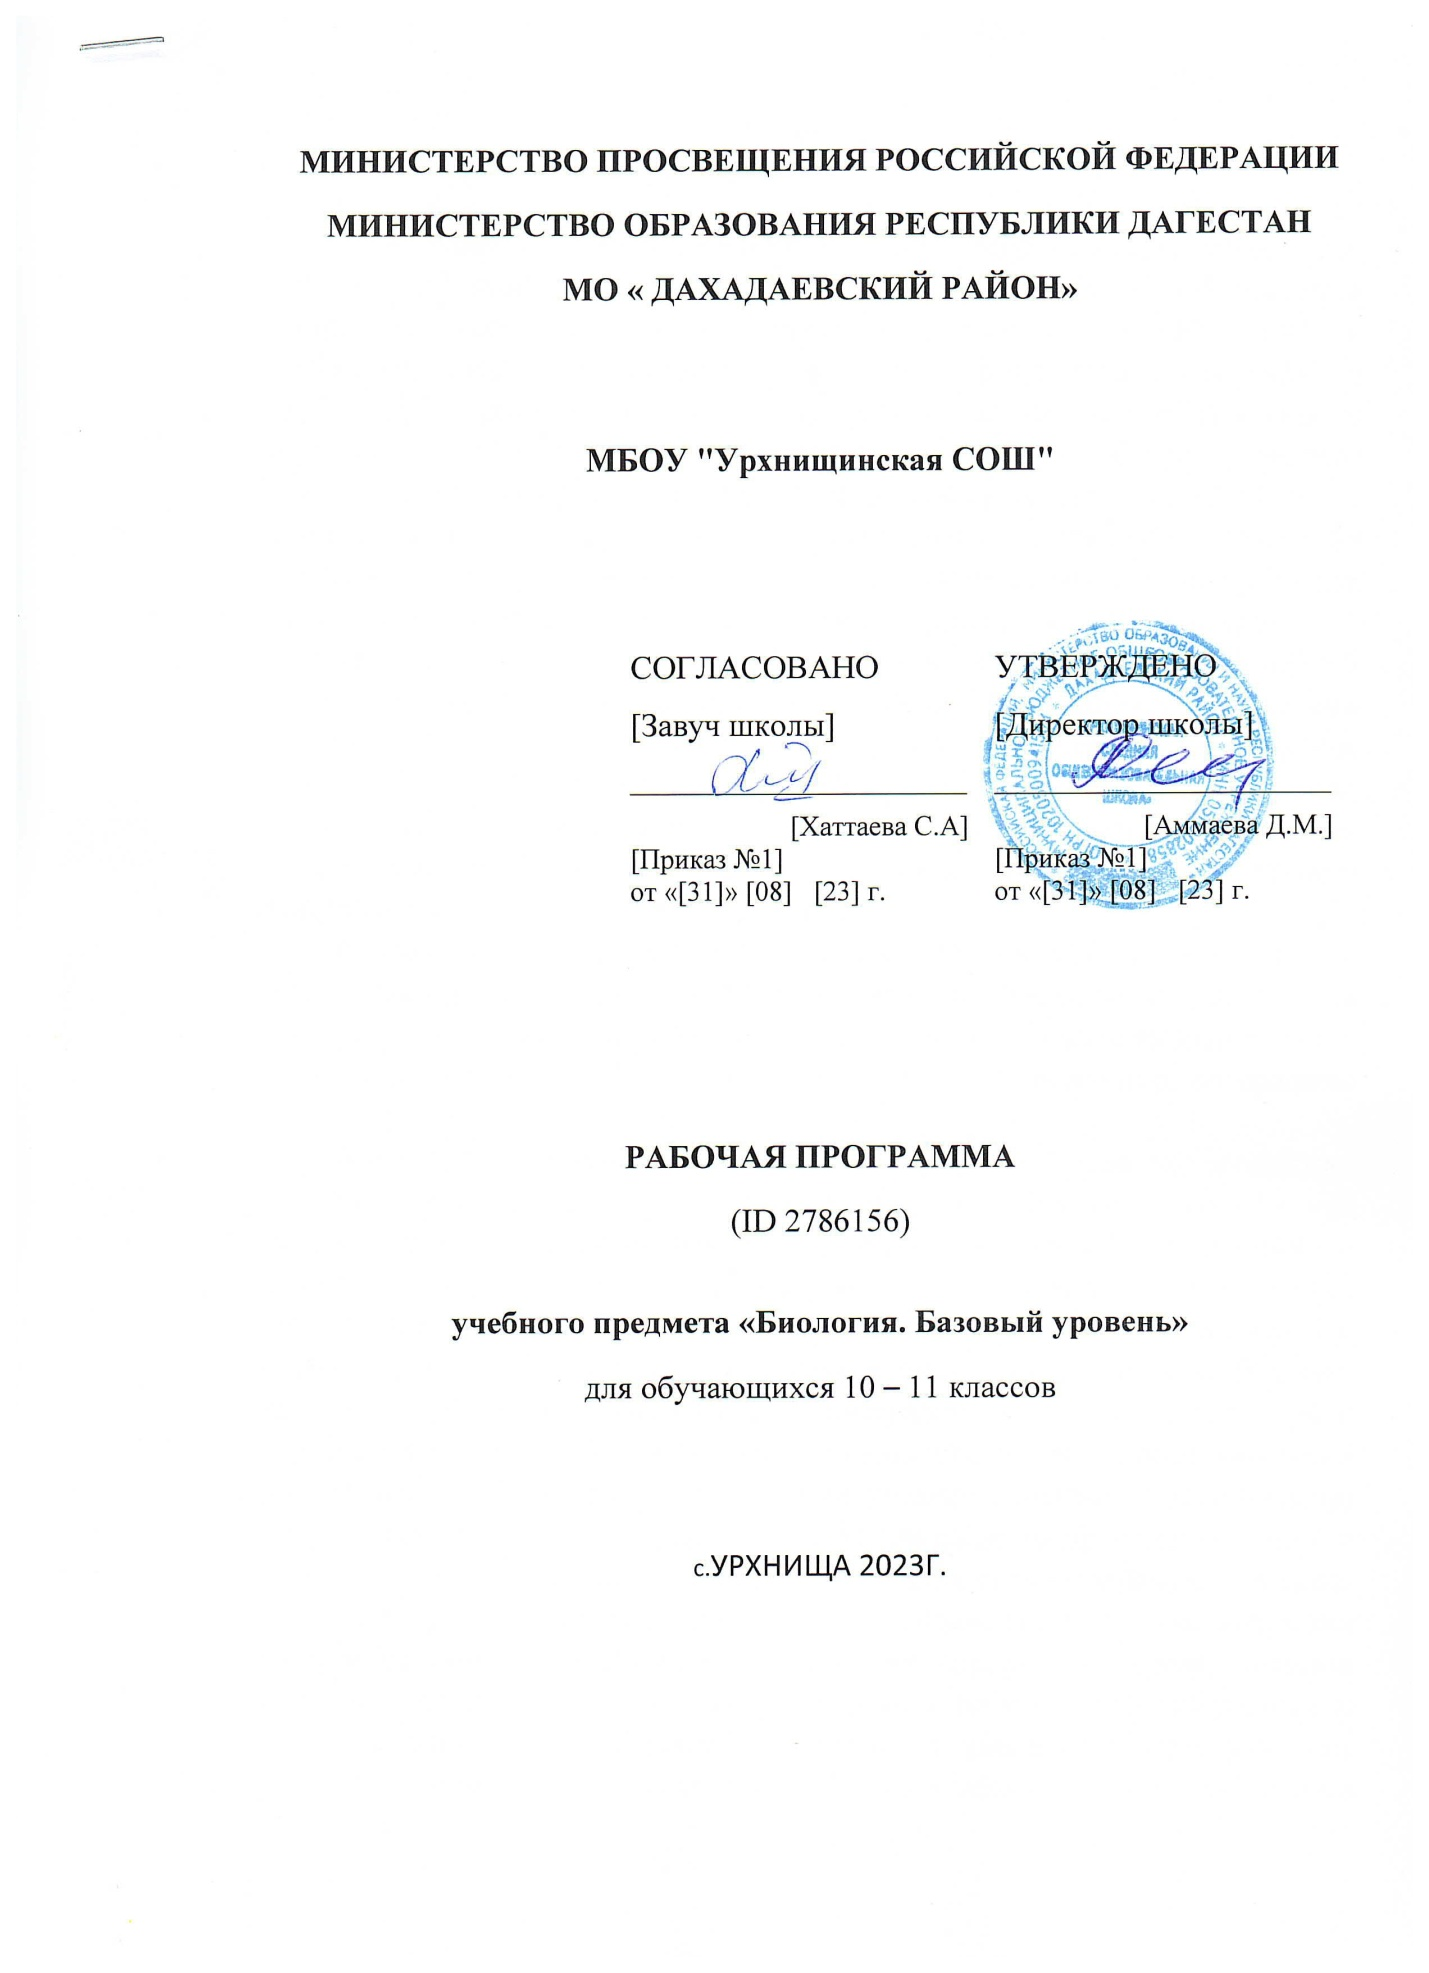 МИНИСТЕРСТВО ПРОСВЕЩЕНИЯ РОССИЙСКОЙ ФЕДЕРАЦИИ
МИНИСТЕРСТВО ОБРАЗОВАНИЯ РЕСПУБЛИКИ ДАГЕСТАН
МО « ДАХАДАЕВСКИЙ РАЙОН»
МБОУ "Урхнищинская СОШ"
СОГЛАСОВАНО
[Завуч школы]
[Хаттаева С.А]
[Приказ №1]
от «[31]» [08] [23] г.
УТВЕРЖДЕНО
[Директор школы]
[Аммаева Д.М.]
[Приказ №1]
от «[31]» [08] [23] г.
РАБОЧАЯ ПРОГРАММА
(ID 2786156)
учебного предмета «Биология. Базовый уровень»
для обучающихся 10 – 11 классов
с.УРХНИЩА 2023Г.